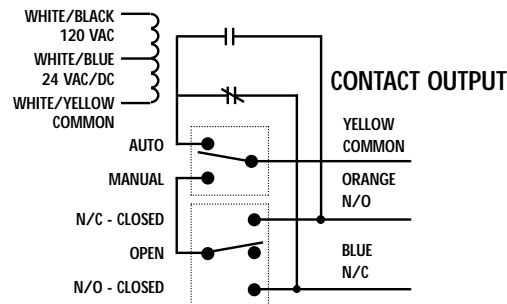 WHITE/BLACK
120 VAC
WHITE/BLUE
24 VAC/DC
WHITE/YELLOW
COMMON
CONTACT OUTPUT
AUTO
MANUAL
N/C - CLOSED
OPEN
N/O - CLOSED
YELLOW
COMMON
ORANGE
N/O
BLUE
N/C